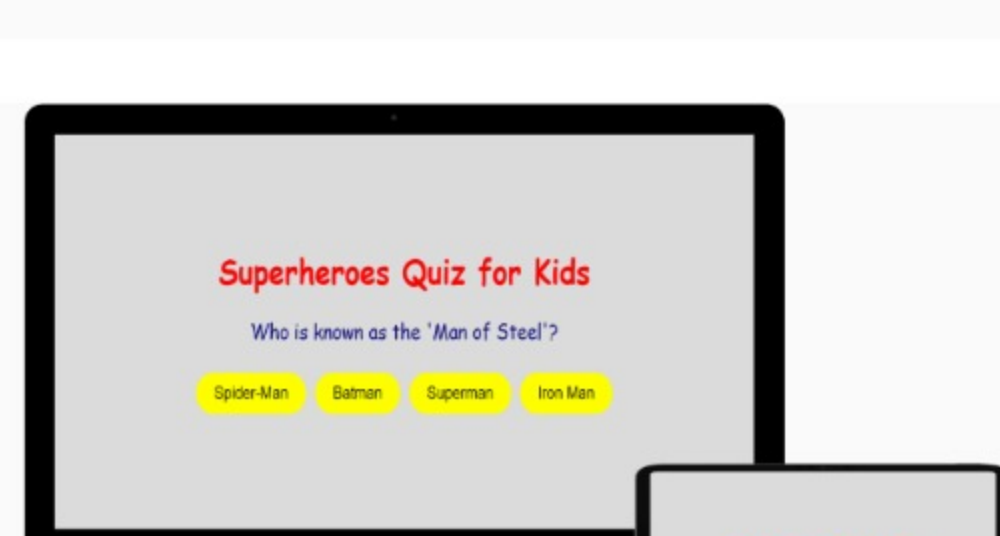 Superheroes Quiz for Kids
Who is known as the 'Man of Steel'?
Spider-Man Batman Superman Iron Man